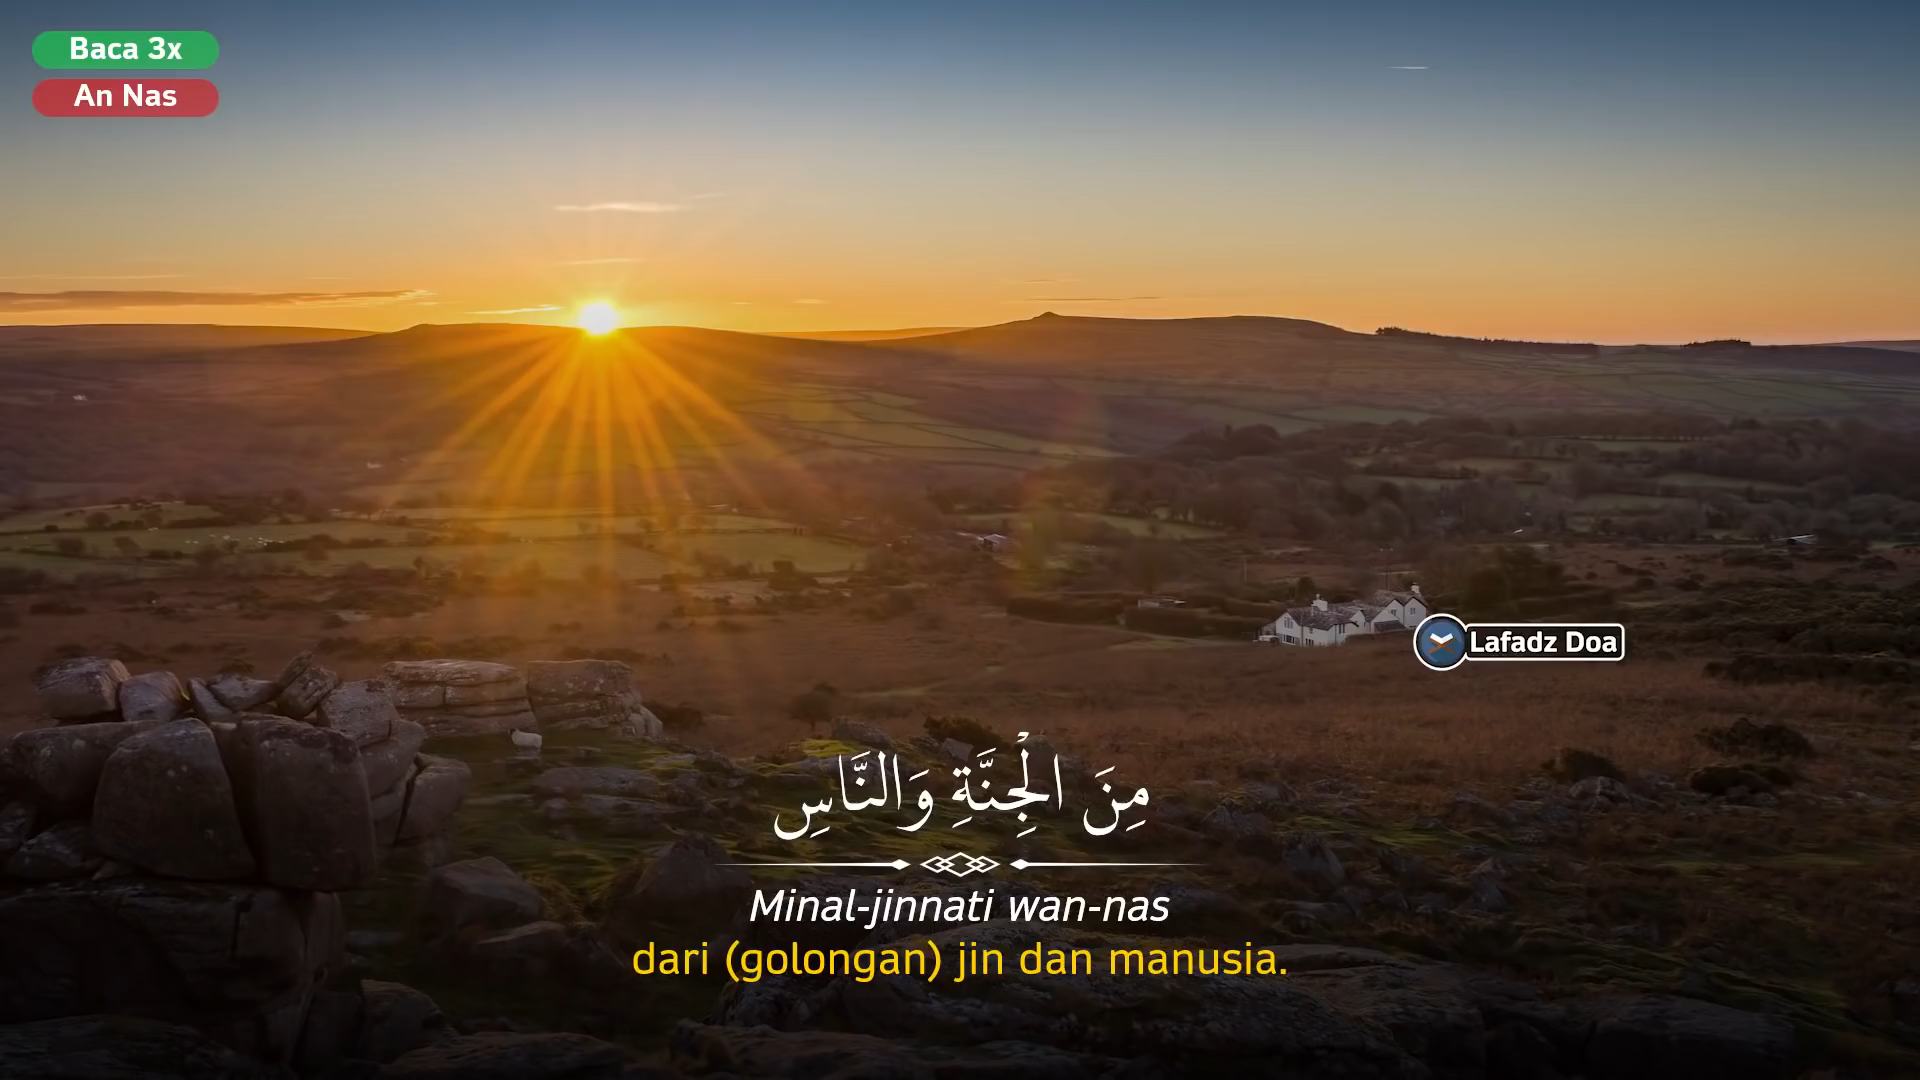 Baca 3x
An Nas
Lafadz Doa
مِنَ الْجِنَّةِ وَالنَّاسِ
Minal-jinnati wan-nas
dari (golongan) jin dan manusia.